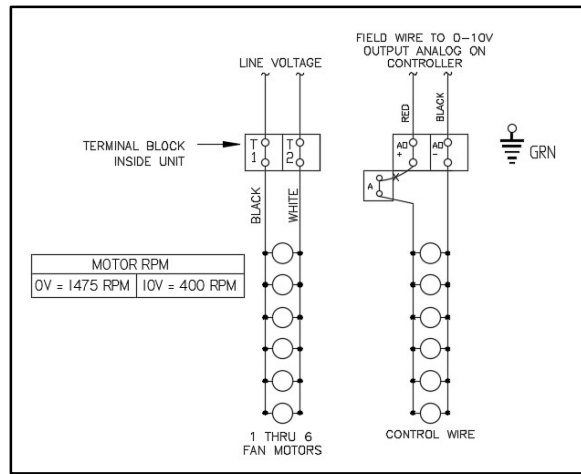 FIELD WIRE TO 0-10V
OUTPUT ANALOG ON
CONTROLLER
LINE VOLTAGE
RED
BLACK
TERMINAL BLOCK
INSIDE UNIT
T
1
T
2
AO
+
AO
-
GRN
A
BLACK
WHITE
MOTOR RPM
0V = 1475 RPM
10V = 400 RPM
1 THRU 6
FAN MOTORS
CONTROL WIRE